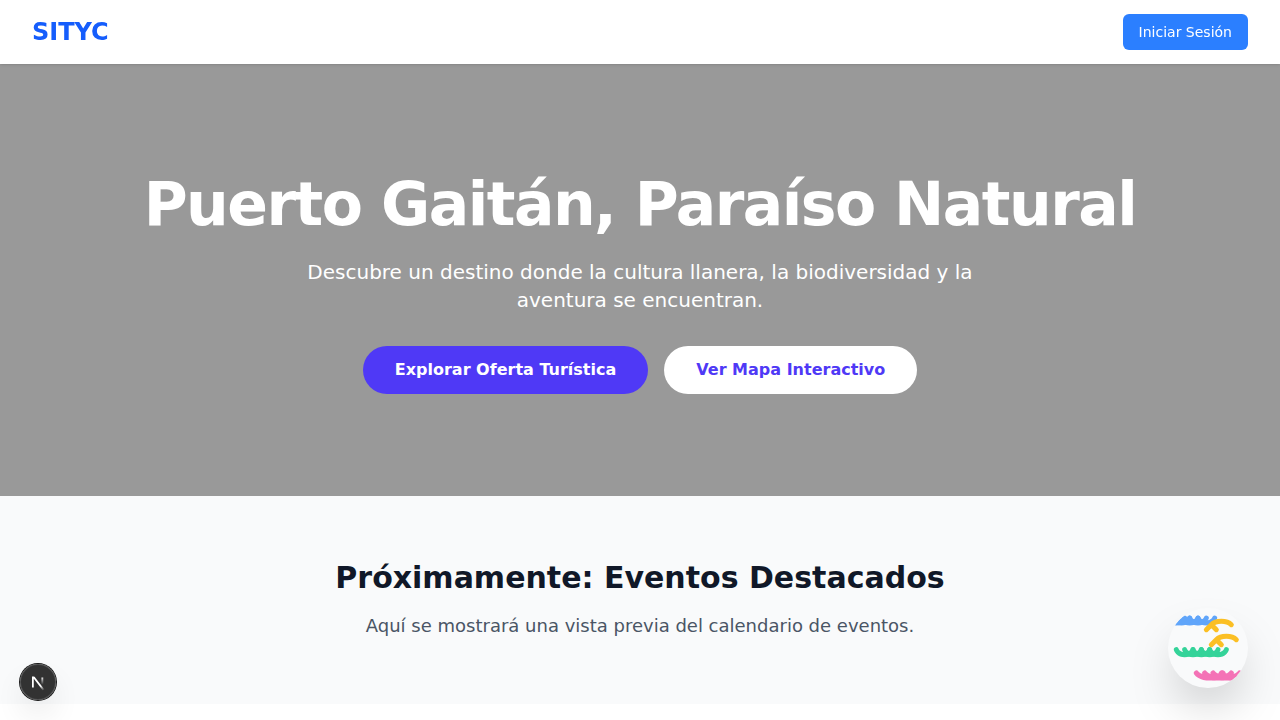 SITYC
Iniciar Sesión
Puerto Gaitán, Paraíso Natural
Descubre un destino donde la cultura llanera, la biodiversidad y la
aventura se encuentran.
Explorar Oferta Turística
Ver Mapa Interactivo
Próximamente: Eventos Destacados
Aquí se mostrará una vista previa del calendario de eventos.
N